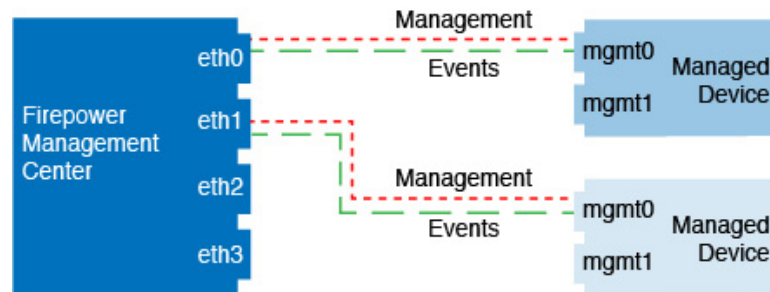 Management
eth0
mgmt0
Events
Managed
Device
mgmt1
Firepower
Management
Center
eth1
eth2
Management
mgmt0
Events
Managed
Device
eth3
mgmt1